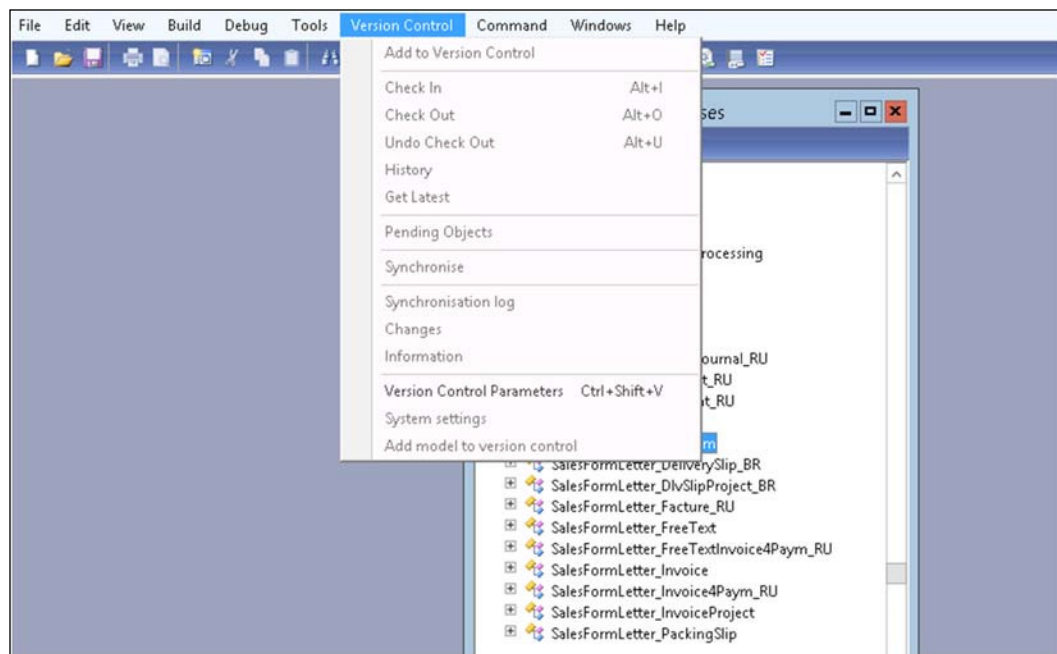 File Edit View Build Debug Tools Version Control Command Windows Help
Add to Version Control
Check In Alt+I
Check Out Alt+O
Undo Check Out Alt+U
History
Get Latest
Pending Objects
Synchronise
Synchronisation log
Changes
Information
Version Control Parameters Ctrl+Shift+V
System settings
Add model to version control
ses
rocessing
ournal_RU
t_RU
it_RU
m
SalesFormLetter_DeliverySlip_BR
SalesFormLetter_DlvSlipProject_BR
SalesFormLetter_Facture_RU
SalesFormLetter_FreeText
SalesFormLetter_FreeTextInvoice4Paym_RU
SalesFormLetter_Invoice
SalesFormLetter_Invoice4Paym_RU
SalesFormLetter_InvoiceProject
SalesFormLetter_PackingSlip